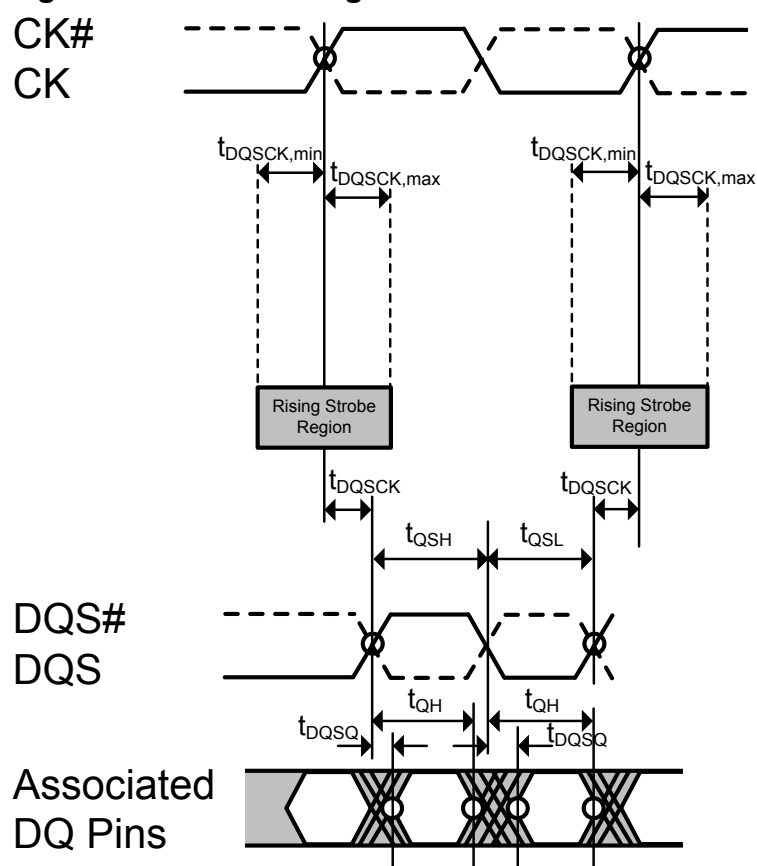 CK#
CK
tDQSCK,min
tDQSCK,max
tDQSCK,min
tDQSCK,max
Rising Strobe
Region
Rising Strobe
Region
tDQSCK
tDQSCK
tQSH
tQSL
DQS#
DQS
tQH
tQH
tDQSQ
tDQSQ
Associated
DQ Pins